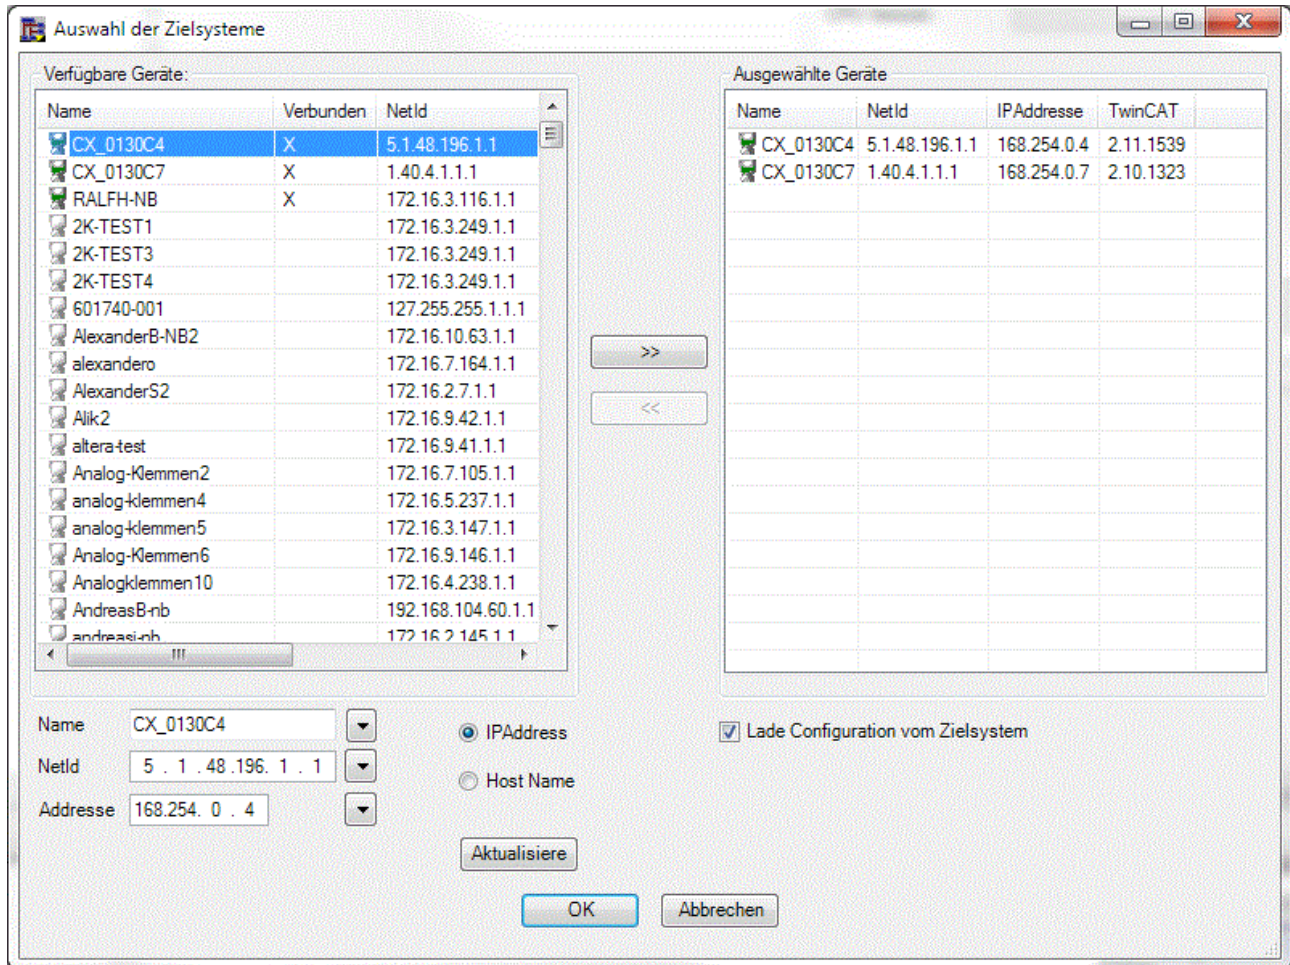 Auswahl der Zielsysteme
Verfügbare Geräte:
Name Verbunden NetId
CX_0130C4 X 5.1.48.196.1.1
CX_0130C7 X 1.40.4.1.1.1
RALFH-NB X 172.16.3.116.1.1
2K-TEST1 172.16.3.249.1.1
2K-TEST3 172.16.3.249.1.1
2K-TEST4 172.16.3.249.1.1
601740-001 127.255.255.1.1.1
AlexanderB-NB2 172.16.10.63.1.1
alexandero 172.16.7.164.1.1
AlexanderS2 172.16.2.7.1.1
Alik2 172.16.9.42.1.1
altera-test 172.16.9.41.1.1
Analog-Klemmen2 172.16.7.105.1.1
analog-klemmen4 172.16.5.237.1.1
analog-klemmen5 172.16.3.147.1.1
Analog-Klemmen6 172.16.9.146.1.1
Analogklemmen10 172.16.4.238.1.1
AndreasB-nb 192.168.104.60.1.1
andreasi-nb 172.16.2.145.1.1
>>
<<
Ausgewählte Geräte
Name NetId IPAddresse TwinCAT
CX_0130C4 5.1.48.196.1.1 168.254.0.4 2.11.1539
CX_0130C7 1.40.4.1.1.1 168.254.0.7 2.10.1323
Name CX_0130C4
NetId 5 . 1 . 48 .196. 1 . 1
Addresse 168.254. 0 . 4
IPAddress
Host Name
Aktualisiere
Lade Configuration vom Zielsystem
OK Abbrechen